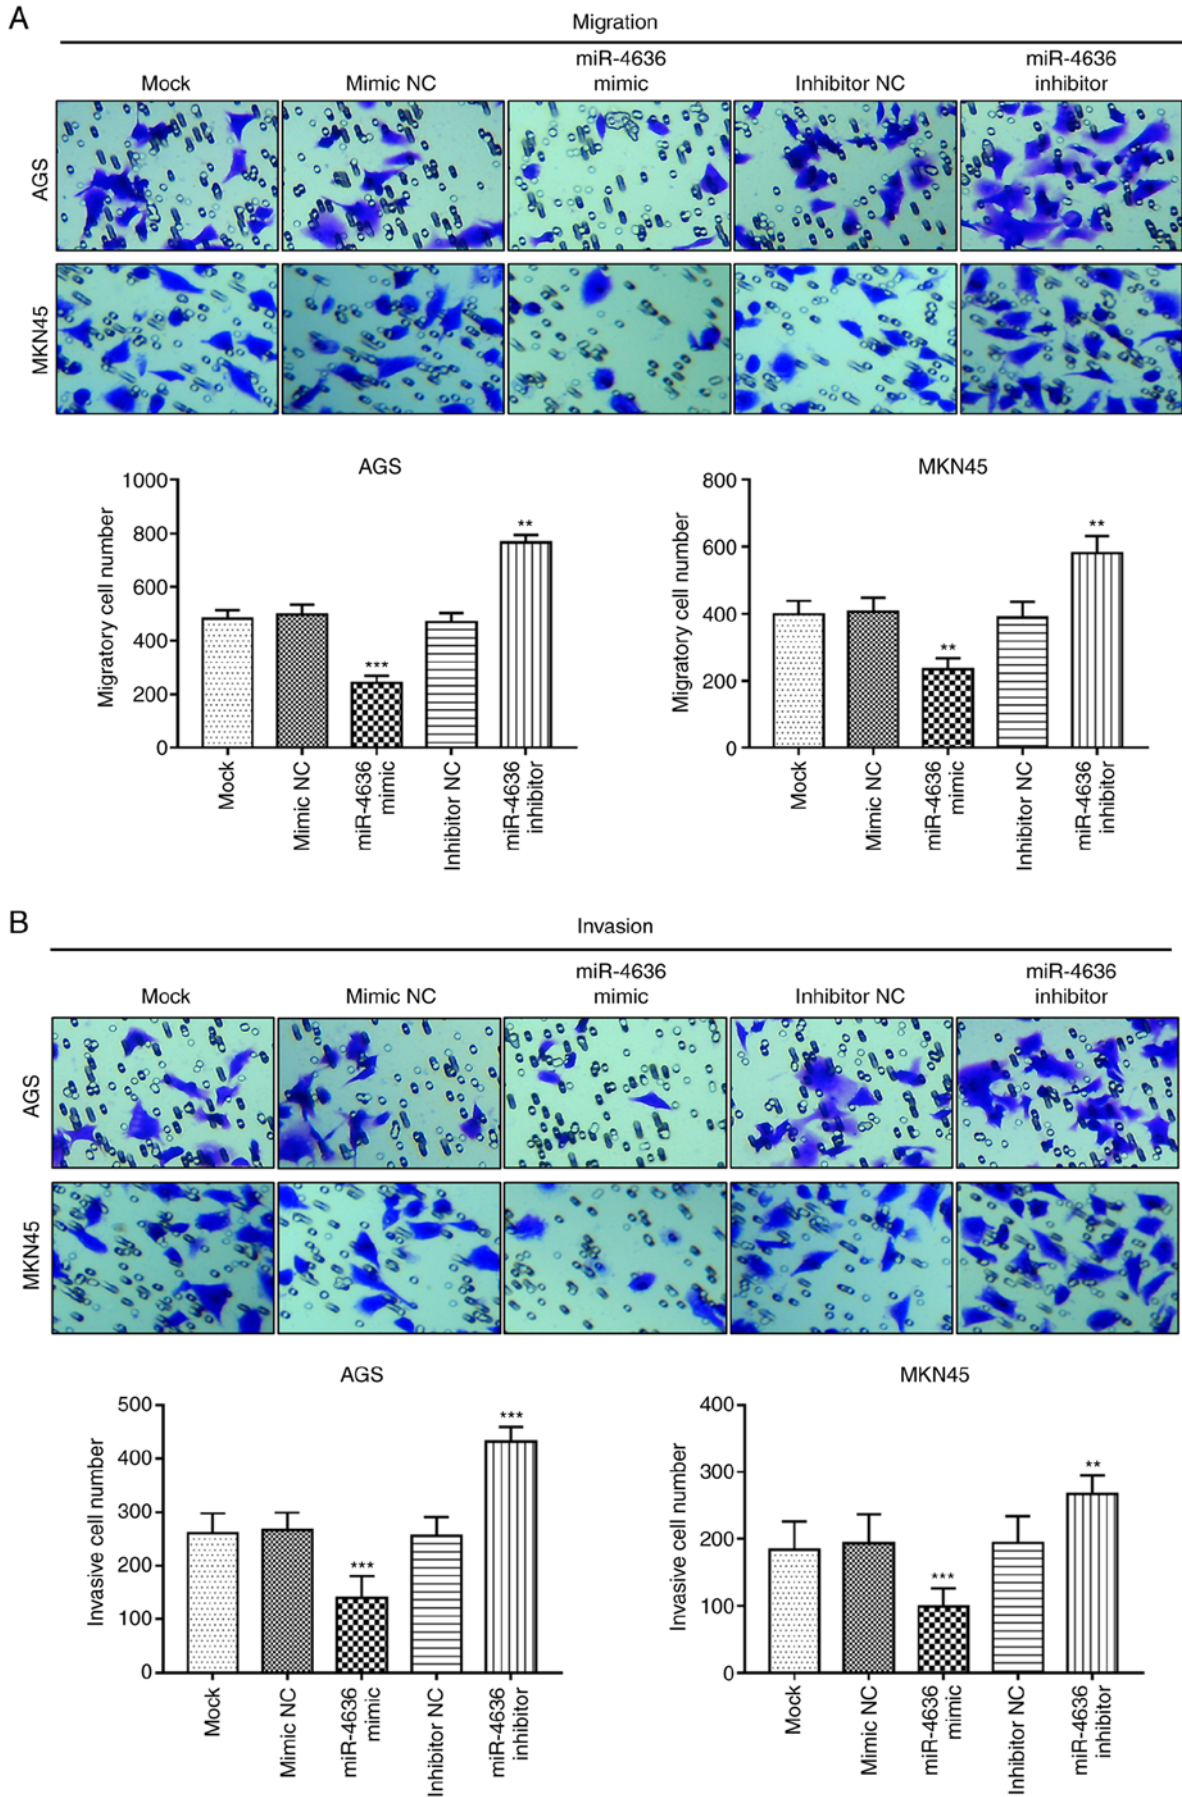 A
Migration
Mock
Mimic NC
miR-4636
mimic
Inhibitor NC
miR-4636
inhibitor
AGS
MKN45
AGS
1000
800
600
400
200
0
Migratory cell number
***
**
Mock
Mimic NC
miR-4636
mimic
Inhibitor NC
miR-4636
inhibitor
MKN45
800
600
400
200
0
Migratory cell number
**
**
Mock
Mimic NC
miR-4636
mimic
Inhibitor NC
miR-4636
inhibitor
B
Invasion
Mock
Mimic NC
miR-4636
mimic
Inhibitor NC
miR-4636
inhibitor
AGS
MKN45
AGS
500
400
300
200
100
0
Invasive cell number
***
***
Mock
Mimic NC
miR-4636
mimic
Inhibitor NC
miR-4636
inhibitor
MKN45
400
300
200
100
0
Invasive cell number
***
**
Mock
Mimic NC
miR-4636
mimic
Inhibitor NC
miR-4636
inhibitor